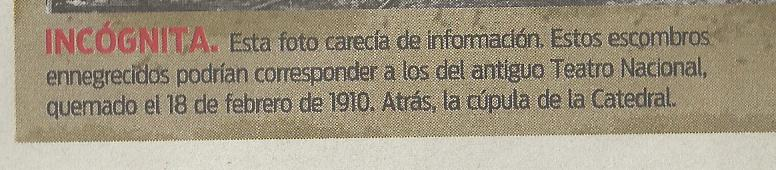 INCÓGNITA. Esta foto carecía de información. Estos escombros
ennegrecidos podrían corresponder a los del antiguo Teatro Nacional,
quemado el 18 de febrero de 1910. Atrás, la cúpula de la Catedral.